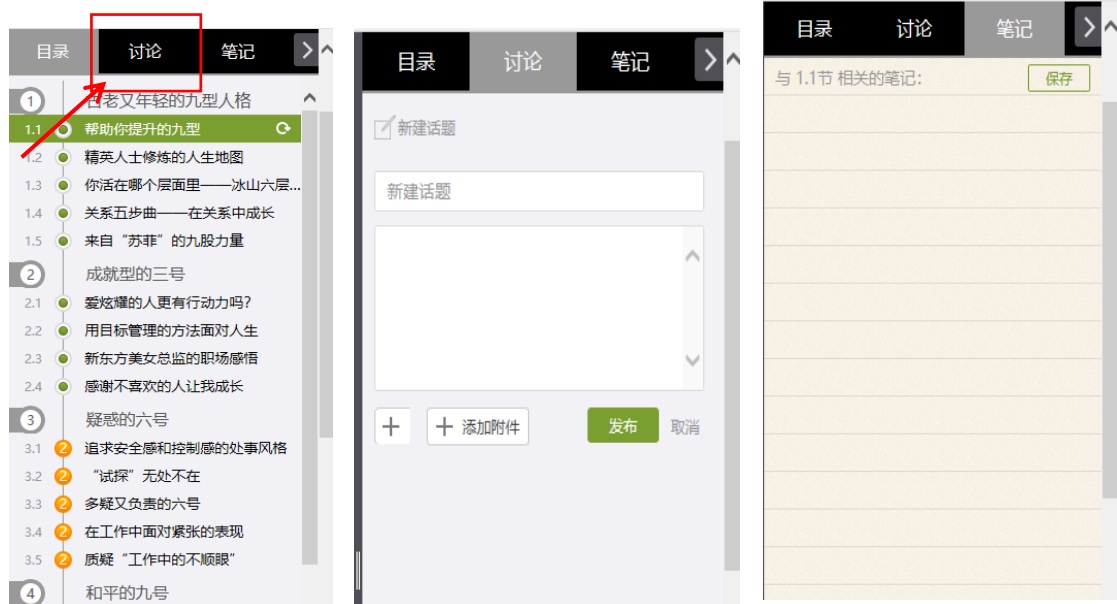 目录 讨论 笔记
1 古老又年轻的九型人格
1.1 帮助你提升的九型
1.2 精英人士修炼的人生地图
1.3 你活在哪个层面里——冰山六层...
1.4 关系五步曲——在关系中成长
1.5 来自“苏菲”的九股力量
2 成就型的三号
2.1 爱炫耀的人更有行动力吗?
2.2 用目标管理的方法面对人生
2.3 新东方美女总监的职场感悟
2.4 感谢不喜欢的人让我成长
3 疑惑的六号
3.1 2 追求安全感和控制感的处事风格
3.2 2 “试探”无处不在
3.3 2 多疑又负责的六号
3.4 2 在工作中面对紧张的表现
3.5 2 质疑“工作中的不顺眼”
4 和平的九号
目录 讨论 笔记
新建话题
新建话题
添加附件 发布 取消
目录 讨论 笔记
与 1.1节 相关的笔记: 保存